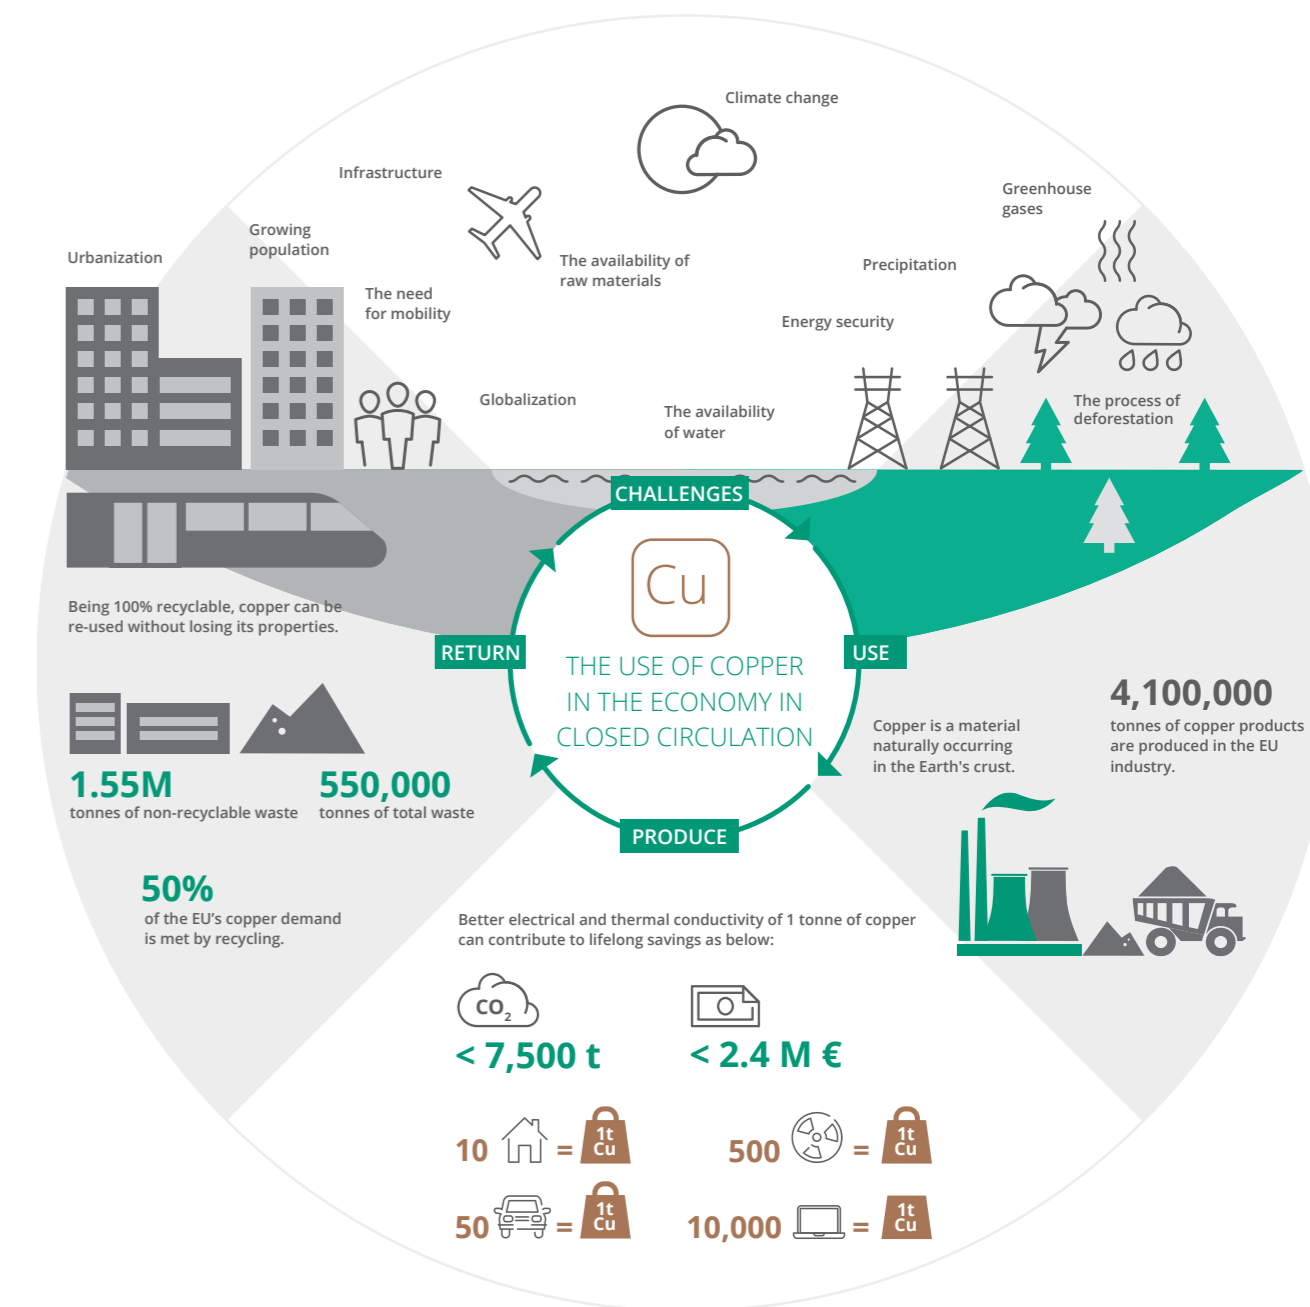 Climate change
Infrastructure
Greenhouse
gases
Growing
population
Urbanization
The availability of
raw materials
Precipitation
The need
for mobility
Energy security
Globalization
The availability
of water
The process of
deforestation
CHALLENGES
Cu
RETURN
USE
THE USE OF COPPER
IN THE ECONOMY IN
CLOSED CIRCULATION
PRODUCE
Being 100% recyclable, copper can be
re-used without losing its properties.
1.55M
tonnes of non-recyclable waste
550,000
tonnes of total waste
50%
of the EU’s copper demand
is met by recycling.
Copper is a material
naturally occurring
in the Earth's crust.
4,100,000
tonnes of copper products
are produced in the EU
industry.
Better electrical and thermal conductivity of 1 tonne of copper
can contribute to lifelong savings as below:
CO2
< 7,500 t
< 2.4 M €
10 = 1t
Cu
500 = 1t
Cu
50 = 1t
Cu
10,000 = 1t
Cu